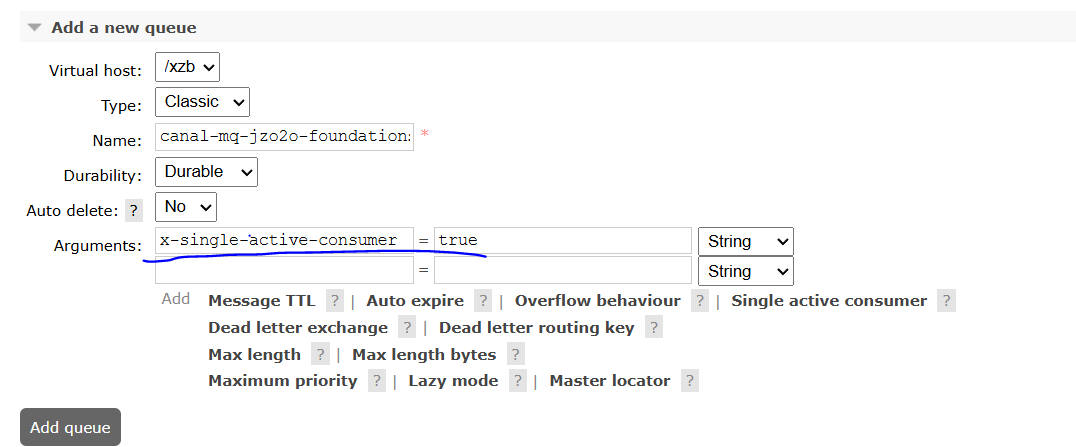 Add a new queue
Virtual host: /xzb
Type: Classic
Name: canal-mq-jzo2o-foundation: *
Durability: Durable
Auto delete: ? No
Arguments: x-single-active-consumer = true String
= String
Add Message TTL ? | Auto expire ? | Overflow behaviour ? | Single active consumer ?
Dead letter exchange ? | Dead letter routing key ?
Max length ? | Max length bytes ?
Maximum priority ? | Lazy mode ? | Master locator ?
Add queue